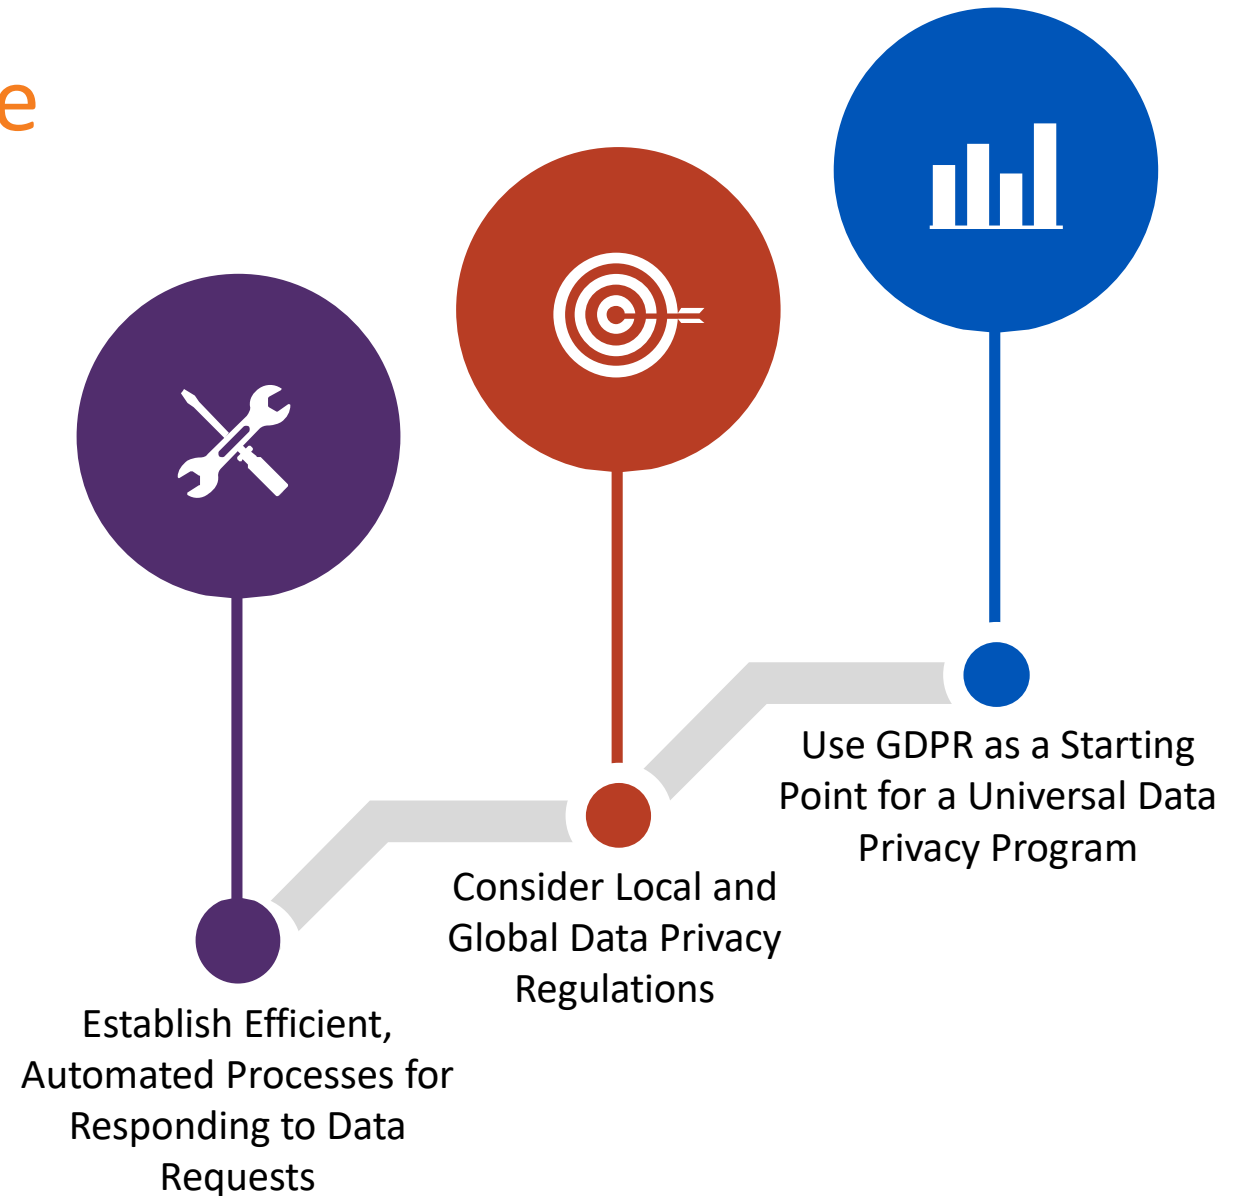 e
Use GDPR as a Starting
Point for a Universal Data
Privacy Program
Consider Local and
Global Data Privacy
Regulations
Establish Efficient,
Automated Processes for
Responding to Data
Requests